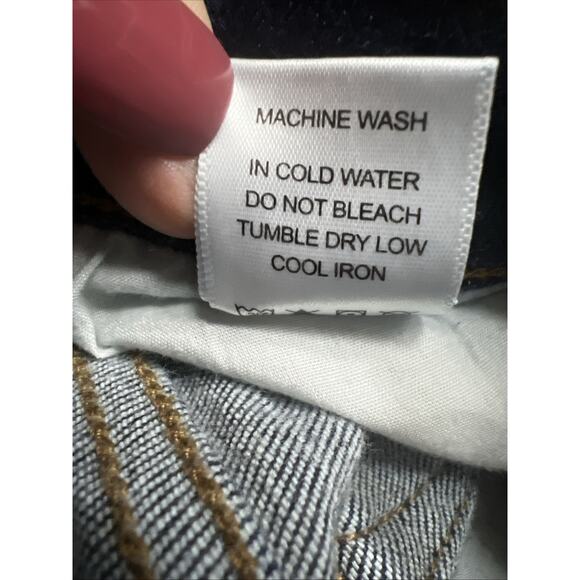 MACHINE WASH
IN COLD WATER
DO NOT BLEACH
TUMBLE DRY LOW
COOL IRON